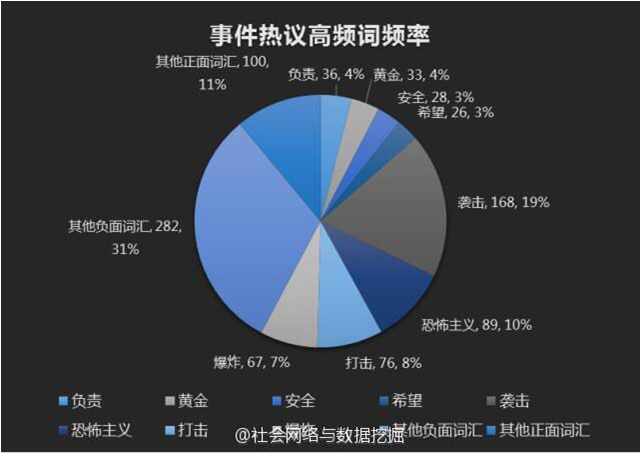 事件热议高频词频率
其他正面词汇, 100,
11%
负责, 36, 4%
黄金, 33, 4%
安全, 28, 3%
希望, 26, 3%
袭击, 168, 19%
其他负面词汇, 282,
31%
恐怖主义, 89, 10%
爆炸, 67, 7%
打击, 76, 8%
负责 黄金 安全 希望 袭击
恐怖主义 打击 爆炸 其他负面词汇 其他正面词汇
@社会网络与数据挖掘